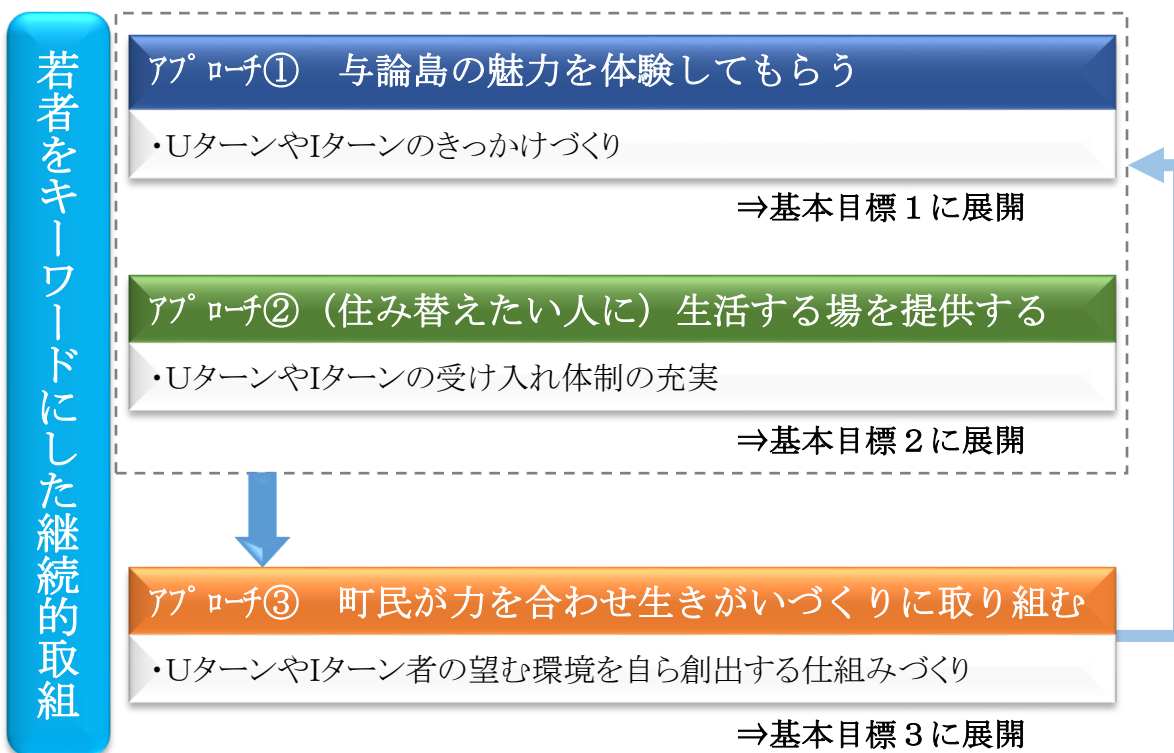 若者をキーワードにした継続的取組
ｱﾌﾟﾛｰﾁ①　与論島の魅力を体験してもらう
・UターンやIターンのきっかけづくり
⇒基本目標１に展開
ｱﾌﾟﾛｰﾁ②（住み替えたい人に）生活する場を提供する
・UターンやIターンの受け入れ体制の充実
⇒基本目標２に展開
ｱﾌﾟﾛｰﾁ③　町民が力を合わせ生きがいづくりに取り組む
・UターンやIターン者の望む環境を自ら創出する仕組みづくり
⇒基本目標３に展開